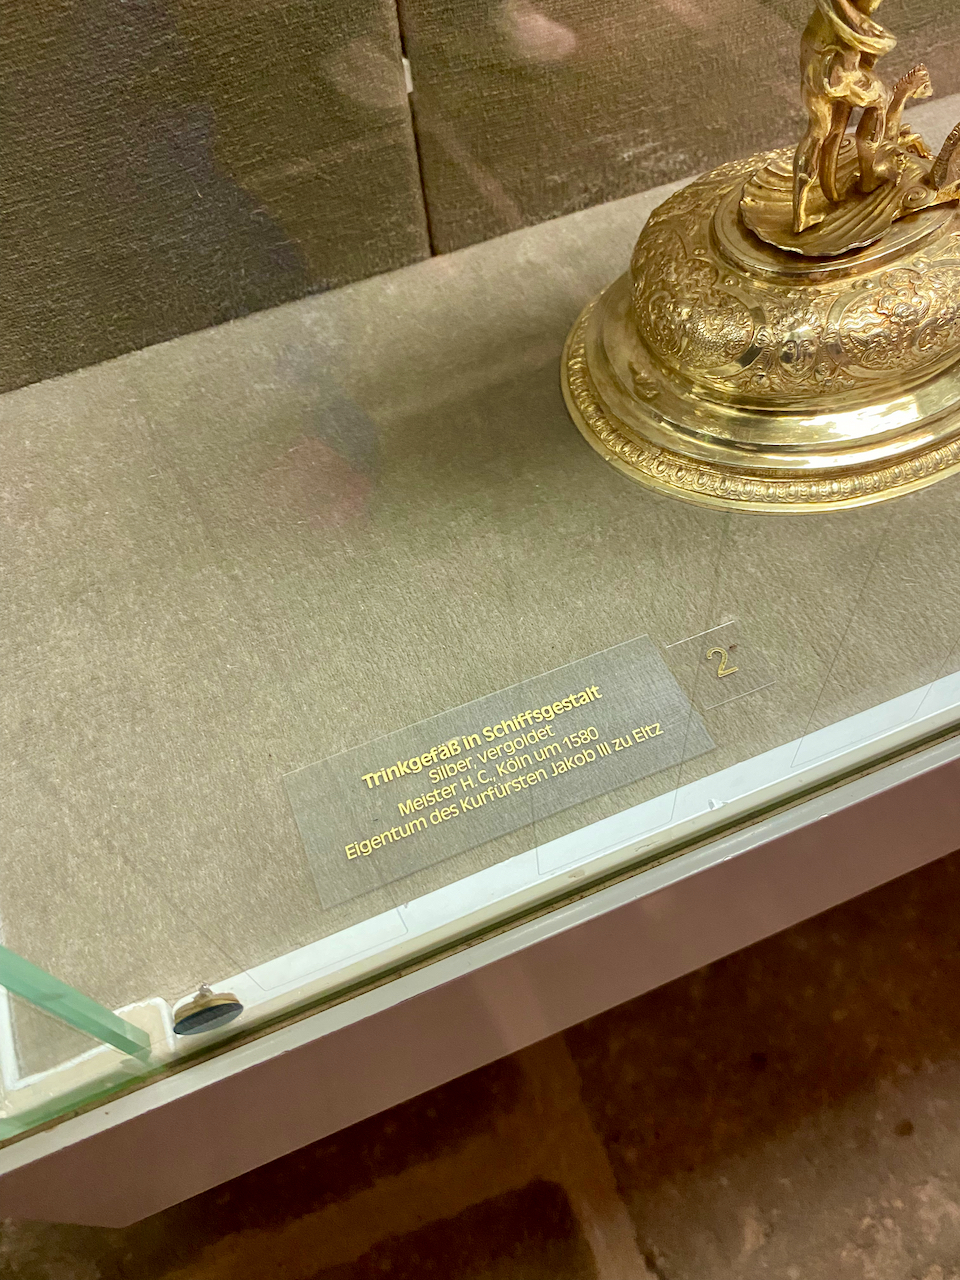 Trinkgefäß in Schiffsgestalt
Silber, vergoldet
Meister H. C., Köln um 1580
Eigentum des Kurfürsten Jakob III zu Eltz
2